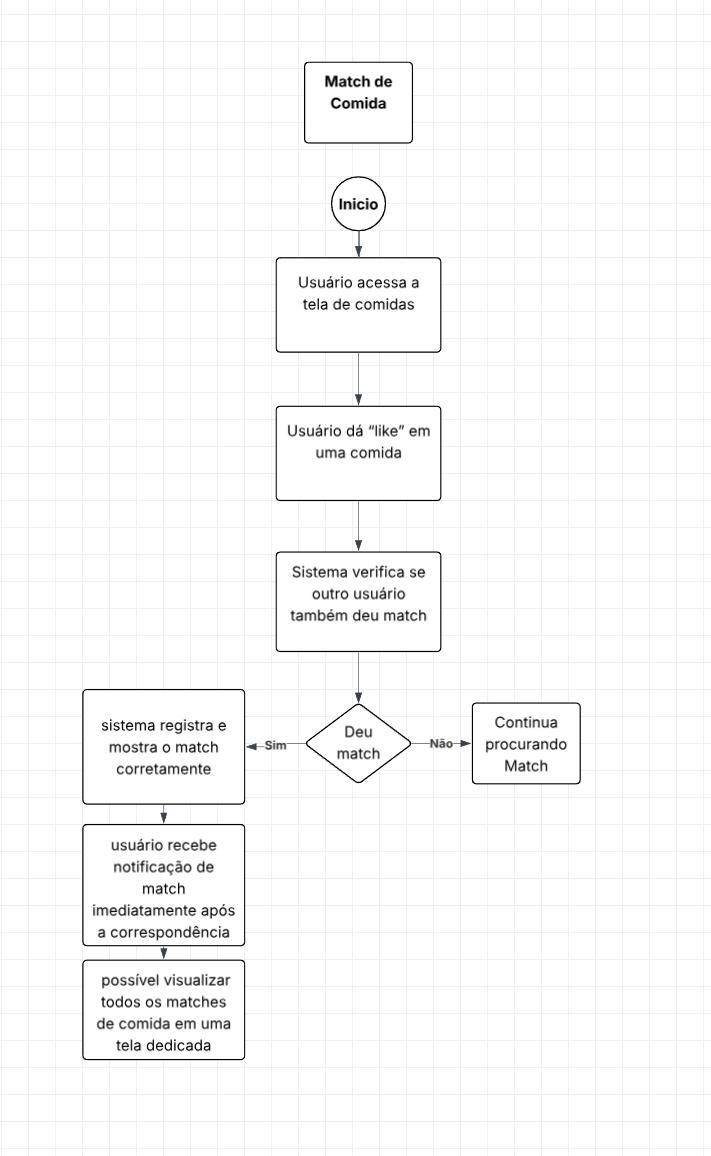 Match de
Comida
Inicio
Usuário acessa a
tela de comidas
Usuário dá “like” em
uma comida
Sistema verifica se
outro usuário
também deu match
Deu
match
Sim
Não
sistema registra e
mostra o match
corretamente
Continua
procurando
Match
usuário recebe
notificação de
match
imediatamente após
a correspondência
possível visualizar
todos os matches
de comida em uma
tela dedicada